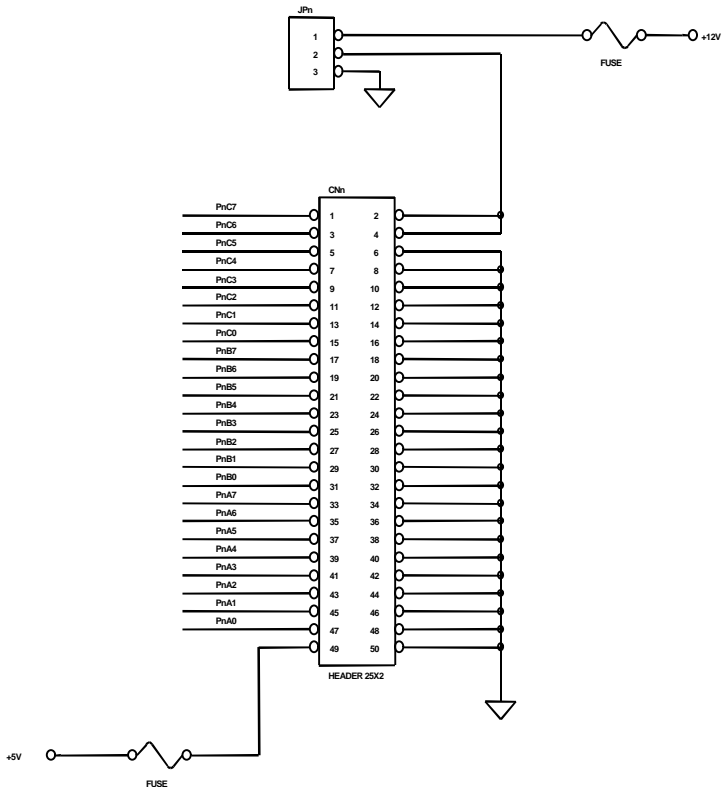 JPn
1
2
3
+12V
FUSE
CNn
PnC7 1 2
PnC6 3 4
PnC5 5 6
PnC4 7 8
PnC3 9 10
PnC2 11 12
PnC1 13 14
PnC0 15 16
PnB7 17 18
PnB6 19 20
PnB5 21 22
PnB4 23 24
PnB3 25 26
PnB2 27 28
PnB1 29 30
PnB0 31 32
PnA7 33 34
PnA6 35 36
PnA5 37 38
PnA4 39 40
PnA3 41 42
PnA2 43 44
PnA1 45 46
PnA0 47 48
49 50
HEADER 25X2
+5V
FUSE